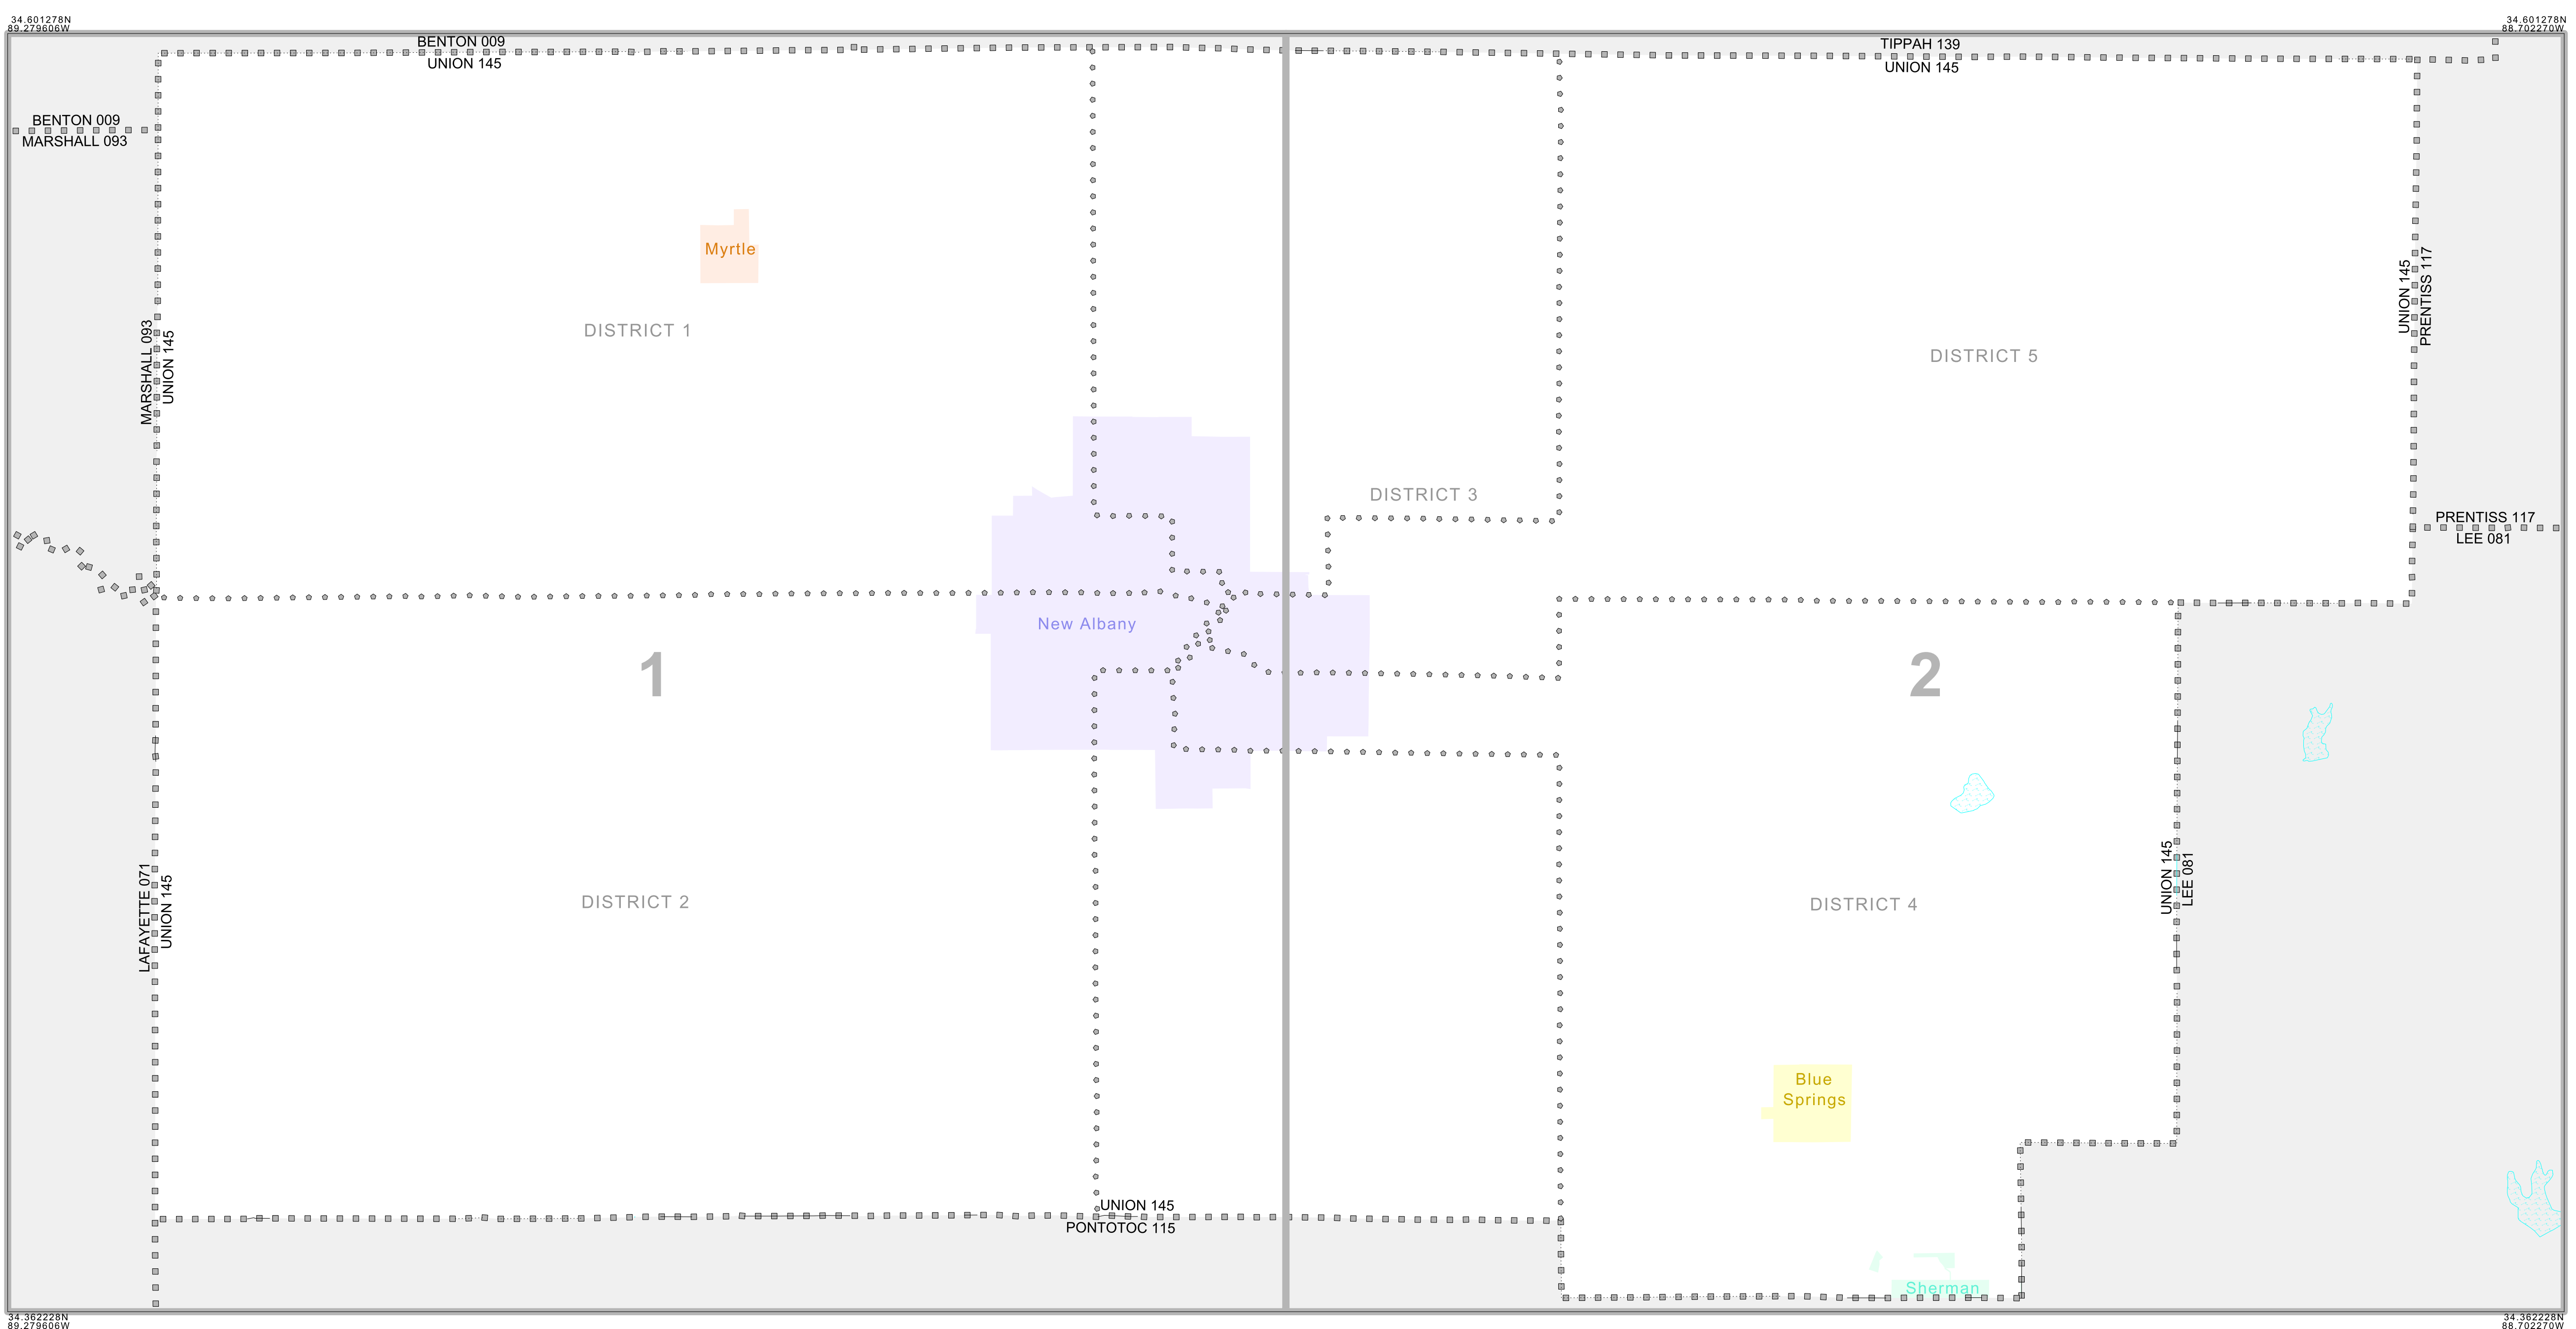 34.601278N
89.279606W
34.601278N
88.702270W
BENTON 009
UNION 145
TIPPAH 139
UNION 145
BENTON 009
MARSHALL 093
Myrtle
MARSHALL 093
UNION 145
DISTRICT 1
UNION 145
PRENTISS 117
DISTRICT 5
DISTRICT 3
PRENTISS 117
LEE 081
New Albany
1
2
LAFAYETTE 071
UNION 145
DISTRICT 2
DISTRICT 4
UNION 145
LEE 081
Blue
Springs
UNION 145
PONTOTOC 115
Sherman
34.362228N
89.279606W
34.362228N
88.702270W